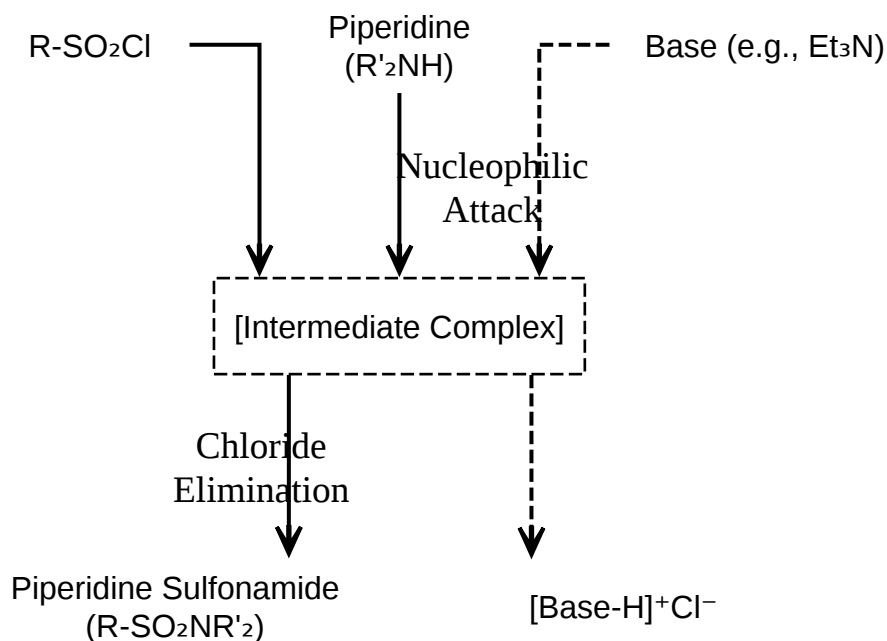 R-SO₂Cl
Piperidine
(R'₂NH)
Base (e.g., Et₃N)
Nucleophilic
Attack
[Intermediate Complex]
Chloride
Elimination
Piperidine Sulfonamide
(R-SO₂NR'₂)
[Base-H]⁺Cl⁻